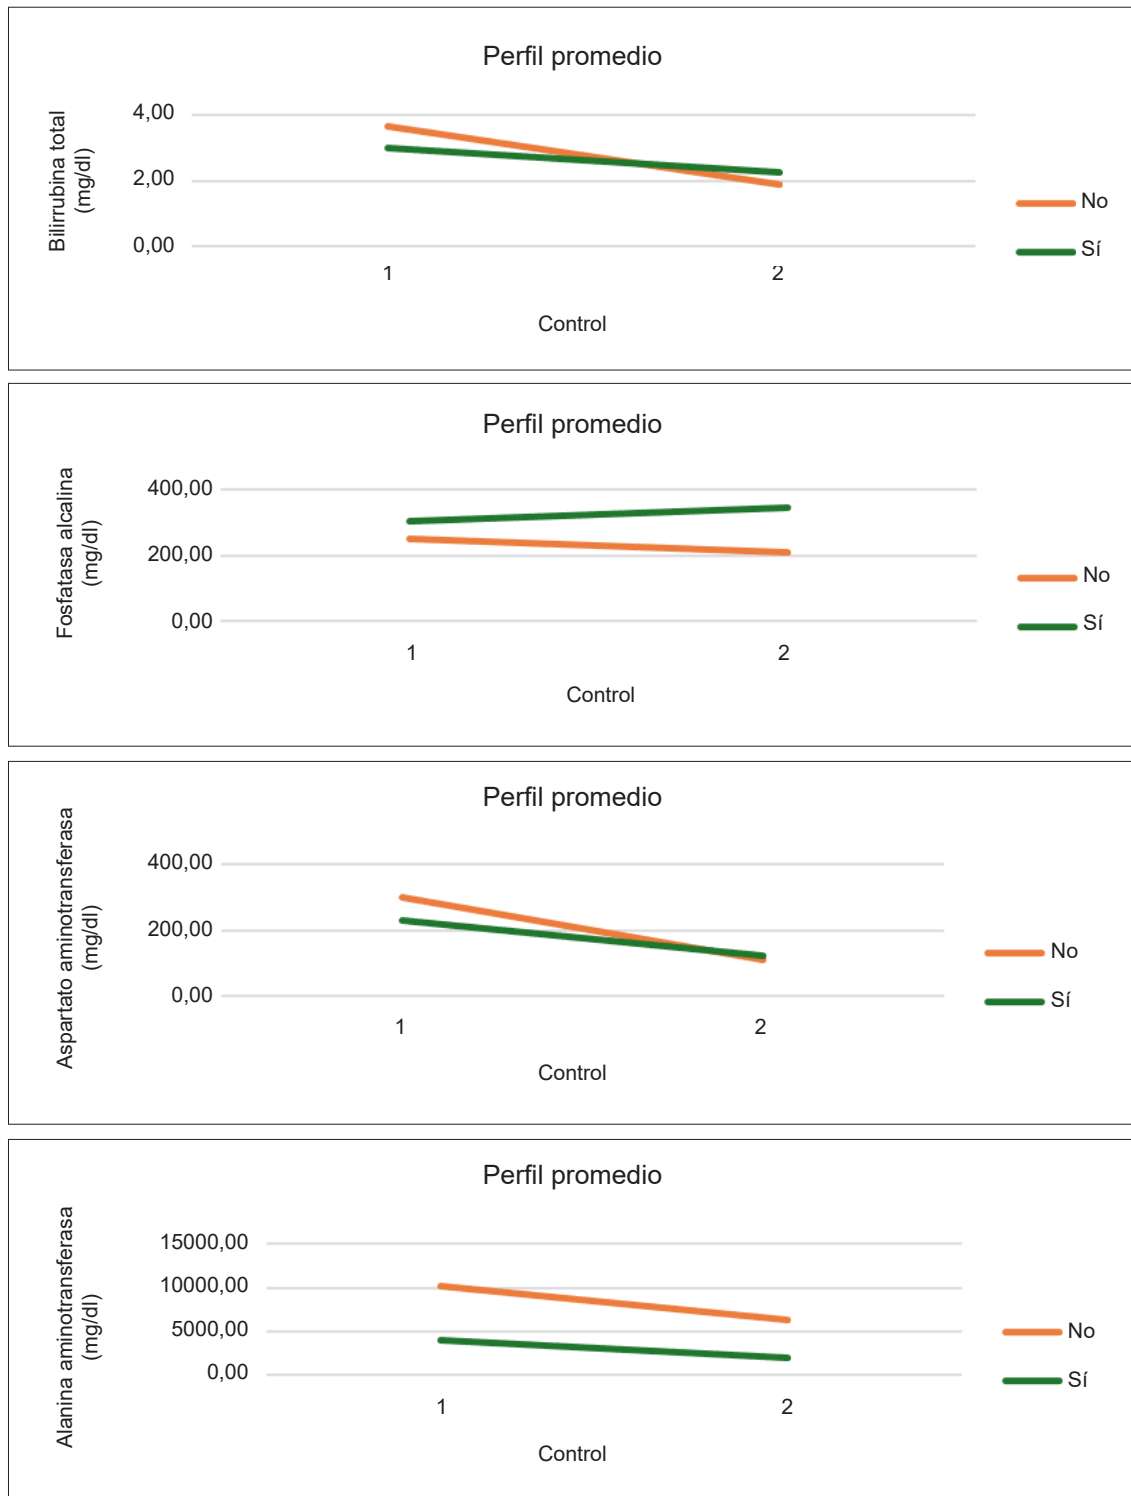 Perfil promedio
Bilirrubina total
(mg/dl)
4,00
2,00
0,00
1
2
Control
No
Sí
Perfil promedio
Fosfatasa alcalina
(mg/dl)
400,00
200,00
0,00
1
2
Control
No
Sí
Perfil promedio
Aspartato aminotransferasa
(mg/dl)
400,00
200,00
0,00
1
2
Control
No
Sí
Perfil promedio
Alanina aminotransferasa
(mg/dl)
15000,00
10000,00
5000,00
0,00
1
2
Control
No
Sí